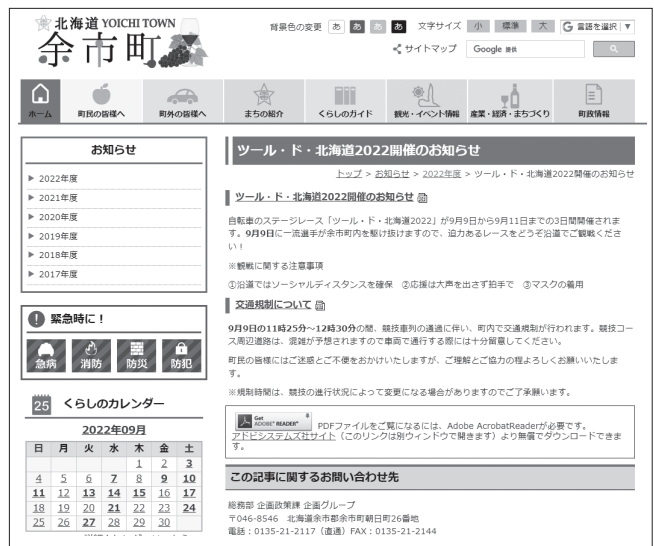 北海道 YOICHI TOWN
余市町
背景色の変更 あ あ あ あ 文字サイズ 小 標準 大 G 言語を選択 ▼
サイトマップ Google 提供
ホーム 町民の皆様へ 町外の皆様へ まちの紹介 くらしのガイド 観光・イベント情報 産業・経済・まちづくり 町政情報
お知らせ
▶ 2022年度
▶ 2021年度
▶ 2020年度
▶ 2019年度
▶ 2018年度
▶ 2017年度
緊急時に！
急病 消防 防災 防犯
25 くらしのカレンダー
2022年09月
日 月 火 水 木 金 土
1 2 3
4 5 6 7 8 9 10
11 12 13 14 15 16 17
18 19 20 21 22 23 24
25 26 27 28 29 30
ツール・ド・北海道2022開催のお知らせ
トップ > お知らせ > 2022年度 > ツール・ド・北海道2022開催のお知らせ
ツール・ド・北海道2022開催のお知らせ
自転車のステージレース「ツール・ド・北海道2022」が9月9日から9月11日までの3日間開催されま
す。9月9日に一流選手が余市町内を駆け抜けますので、迫力あるレースをどうぞ沿道でご観戦くださ
い！
※観戦に関する注意事項
①沿道ではソーシャルディスタンスを確保 ②応援は大声を出さず拍手で ③マスクの着用
交通規制について
9月9日の11時25分～12時30分の間、競技車列の通過に伴い、町内で交通規制が行われます。競技コー
ス周辺道路は、混雑が予想されますので車両で通行する際には十分留意してください。
町民の皆様にはご迷惑とご不便をおかけいたしますが、ご理解とご協力の程よろしくお願いいたしま
す。
※規制時間は、競技の進行状況によって変更になる場合がありますのでご了承願います。
Get ADOBE® READER® PDFファイルをご覧になるには、Adobe AcrobatReaderが必要です。
アドビシステムズ社サイト（このリンクは別ウィンドウで開きます）より無償でダウンロードできま
す。
この記事に関するお問い合わせ先
総務部 企画政策課 企画グループ
〒046-8546 北海道余市郡余市町朝日町26番地
電話：0135-21-2117（直通）FAX：0135-21-2144